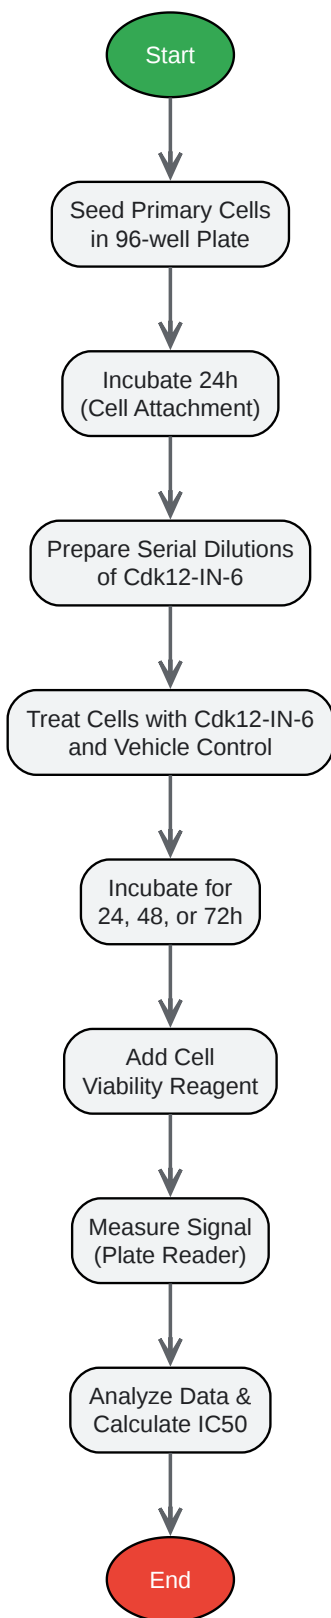 Start
Seed Primary Cells
in 96-well Plate
Incubate 24h
(Cell Attachment)
Prepare Serial Dilutions
of Cdk12-IN-6
Treat Cells with Cdk12-IN-6
and Vehicle Control
Incubate for
24, 48, or 72h
Add Cell
Viability Reagent
Measure Signal
(Plate Reader)
Analyze Data &
Calculate IC50
End